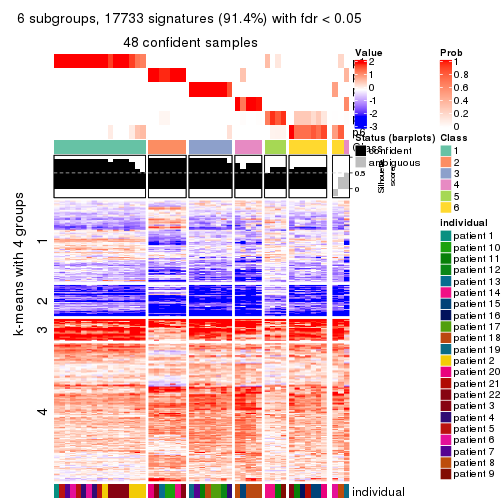 6 subgroups, 17733 signatures (91.4%) with fdr < 0.05
48 confident samples
k-means with 4 groups
1
2
3
4
Value
2
1
0
-1
-2
-3
Prob
1
0.8
0.6
0.4
0.2
0
Status (barplots)
confident
ambiguous
0.5
0
Silhouette
score
Class
1
2
3
4
5
6
individual
patient 1
patient 10
patient 11
patient 12
patient 13
patient 14
patient 15
patient 16
patient 17
patient 18
patient 19
patient 2
patient 20
patient 21
patient 22
patient 3
patient 4
patient 5
patient 6
patient 7
patient 8
patient 9
individual